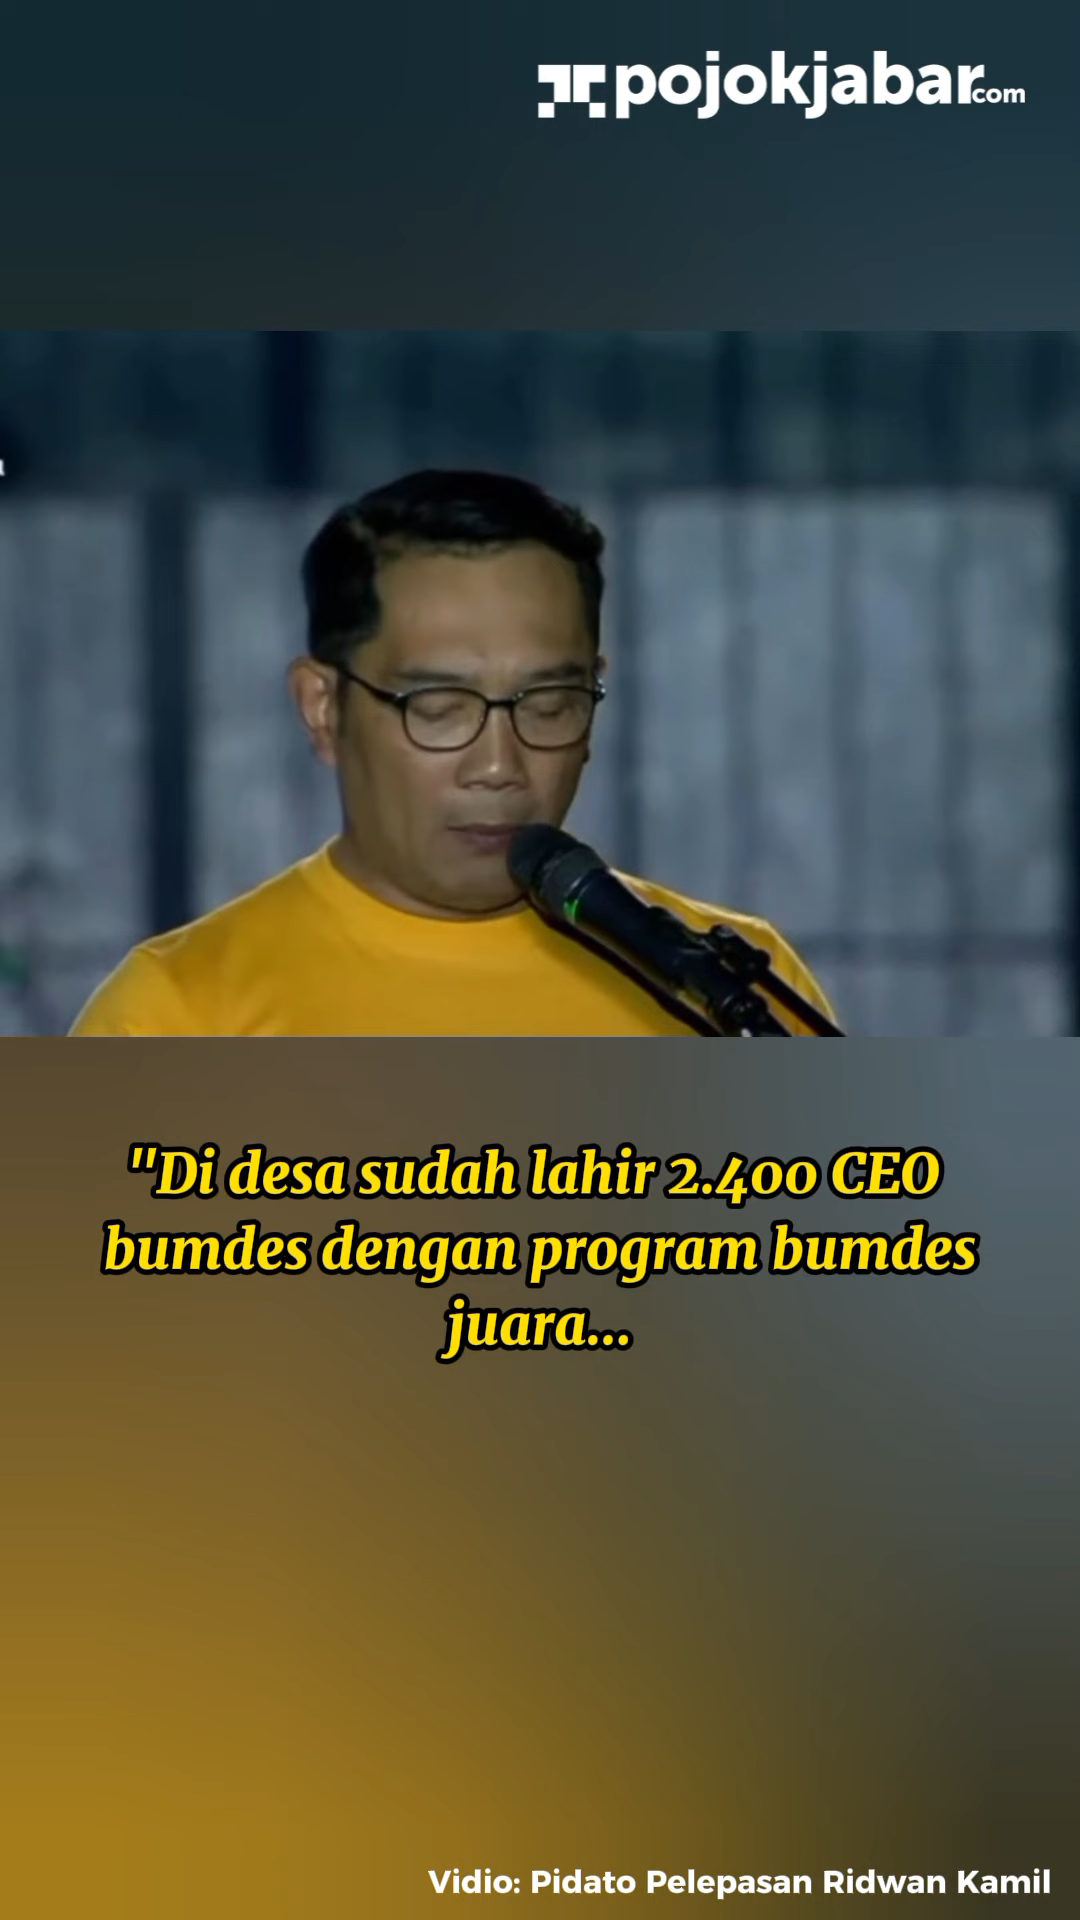 pojokjabar.com
"Di desa sudah lahir 2.400 CEO
bumdes dengan program bumdes
juara...
Vidio: Pidato Pelepasan Ridwan Kamil